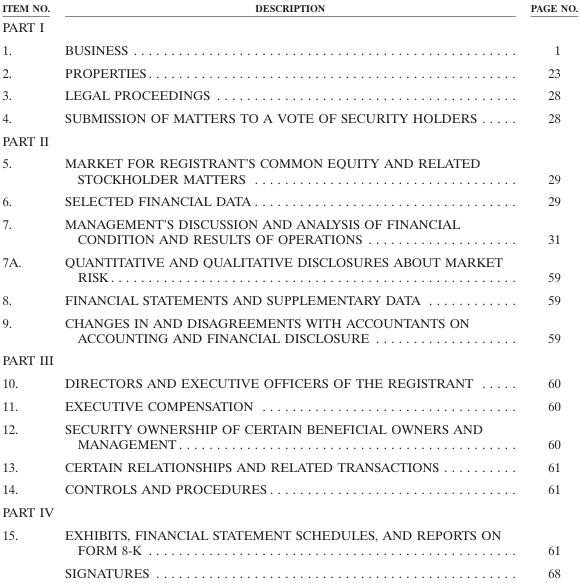 ITEM NO. DESCRIPTION PAGE NO.
PART I
1. BUSINESS . . . . . . . . . . . . . . . . . . . . . . . . . . . . . . . . . . . . . . . . . . . . . . . . . . . . . . . . . . . . . 1
2. PROPERTIES . . . . . . . . . . . . . . . . . . . . . . . . . . . . . . . . . . . . . . . . . . . . . . . . . . . . . . . . . . . 23
3. LEGAL PROCEEDINGS . . . . . . . . . . . . . . . . . . . . . . . . . . . . . . . . . . . . . . . . . . . . . . . . 28
4. SUBMISSION OF MATTERS TO A VOTE OF SECURITY HOLDERS . . . . . 28
PART II
5. MARKET FOR REGISTRANT'S COMMON EQUITY AND RELATED
STOCKHOLDER MATTERS . . . . . . . . . . . . . . . . . . . . . . . . . . . . . . . . . . . . . . . . . . 29
6. SELECTED FINANCIAL DATA . . . . . . . . . . . . . . . . . . . . . . . . . . . . . . . . . . . . . . . . . . 29
7. MANAGEMENT'S DISCUSSION AND ANALYSIS OF FINANCIAL
CONDITION AND RESULTS OF OPERATIONS . . . . . . . . . . . . . . . . . . . . . . . . 31
7A. QUANTITATIVE AND QUALITATIVE DISCLOSURES ABOUT MARKET
RISK . . . . . . . . . . . . . . . . . . . . . . . . . . . . . . . . . . . . . . . . . . . . . . . . . . . . . . . . . . . . . . . . . 59
8. FINANCIAL STATEMENTS AND SUPPLEMENTARY DATA . . . . . . . . . . . . 59
9. CHANGES IN AND DISAGREEMENTS WITH ACCOUNTANTS ON
ACCOUNTING AND FINANCIAL DISCLOSURE . . . . . . . . . . . . . . . . . . . . . . 59
PART III
10. DIRECTORS AND EXECUTIVE OFFICERS OF THE REGISTRANT . . . . . 60
11. EXECUTIVE COMPENSATION . . . . . . . . . . . . . . . . . . . . . . . . . . . . . . . . . . . . . . . . . 60
12. SECURITY OWNERSHIP OF CERTAIN BENEFICIAL OWNERS AND
MANAGEMENT . . . . . . . . . . . . . . . . . . . . . . . . . . . . . . . . . . . . . . . . . . . . . . . . . . . . . . 60
13. CERTAIN RELATIONSHIPS AND RELATED TRANSACTIONS . . . . . . . . . . 61
14. CONTROLS AND PROCEDURES . . . . . . . . . . . . . . . . . . . . . . . . . . . . . . . . . . . . . . . . 61
PART IV
15. EXHIBITS, FINANCIAL STATEMENT SCHEDULES, AND REPORTS ON
FORM 8-K . . . . . . . . . . . . . . . . . . . . . . . . . . . . . . . . . . . . . . . . . . . . . . . . . . . . . . . . . . . 61
SIGNATURES . . . . . . . . . . . . . . . . . . . . . . . . . . . . . . . . . . . . . . . . . . . . . . . . . . . . . . . . . . 68